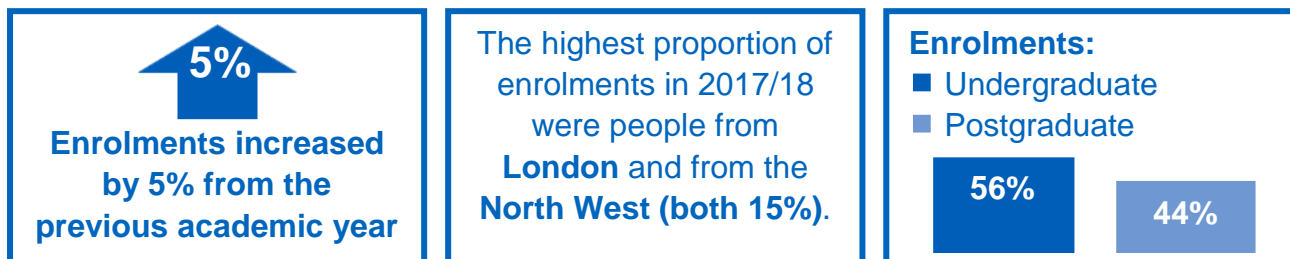 5%
Enrolments increased
by 5% from the
previous academic year
The highest proportion of
enrolments in 2017/18
were people from
London and from the
North West (both 15%).
Enrolments:
Undergraduate
Postgraduate
56%
44%